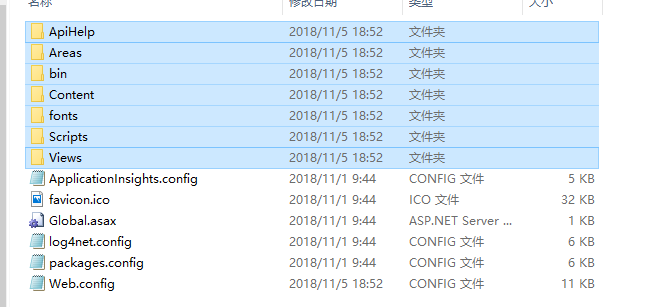 名称 修改日期 类型 大小
ApiHelp 2018/11/5 18:52 文件夹
Areas 2018/11/5 18:52 文件夹
bin 2018/11/5 18:52 文件夹
Content 2018/11/5 18:52 文件夹
fonts 2018/11/5 18:52 文件夹
Scripts 2018/11/5 18:52 文件夹
Views 2018/11/5 18:52 文件夹
ApplicationInsights.config 2018/11/1 9:44 CONFIG 文件 5 KB
favicon.ico 2018/11/1 9:44 ICO 文件 32 KB
Global.asax 2018/11/1 9:44 ASP.NET Server ... 1 KB
log4net.config 2018/11/1 9:44 CONFIG 文件 6 KB
packages.config 2018/11/1 9:44 CONFIG 文件 6 KB
Web.config 2018/11/5 18:52 CONFIG 文件 11 KB